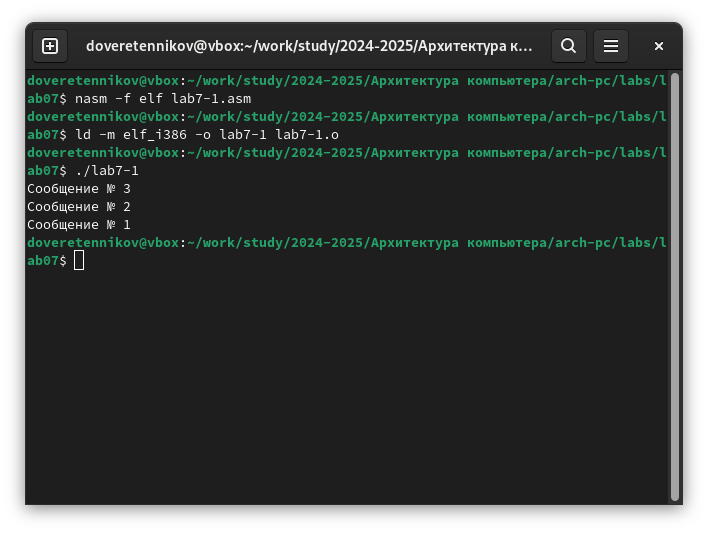 doveretennikov@vbox:~/work/study/2024-2025/Архитектура к...
doveretennikov@vbox:~/work/study/2024-2025/Архитектура компьютера/arch-pc/labs/l
ab07$ nasm -f elf lab7-1.asm
doveretennikov@vbox:~/work/study/2024-2025/Архитектура компьютера/arch-pc/labs/l
ab07$ ld -m elf_i386 -o lab7-1 lab7-1.o
doveretennikov@vbox:~/work/study/2024-2025/Архитектура компьютера/arch-pc/labs/l
ab07$ ./lab7-1
Сообщение № 3
Сообщение № 2
Сообщение № 1
doveretennikov@vbox:~/work/study/2024-2025/Архитектура компьютера/arch-pc/labs/l
ab07$